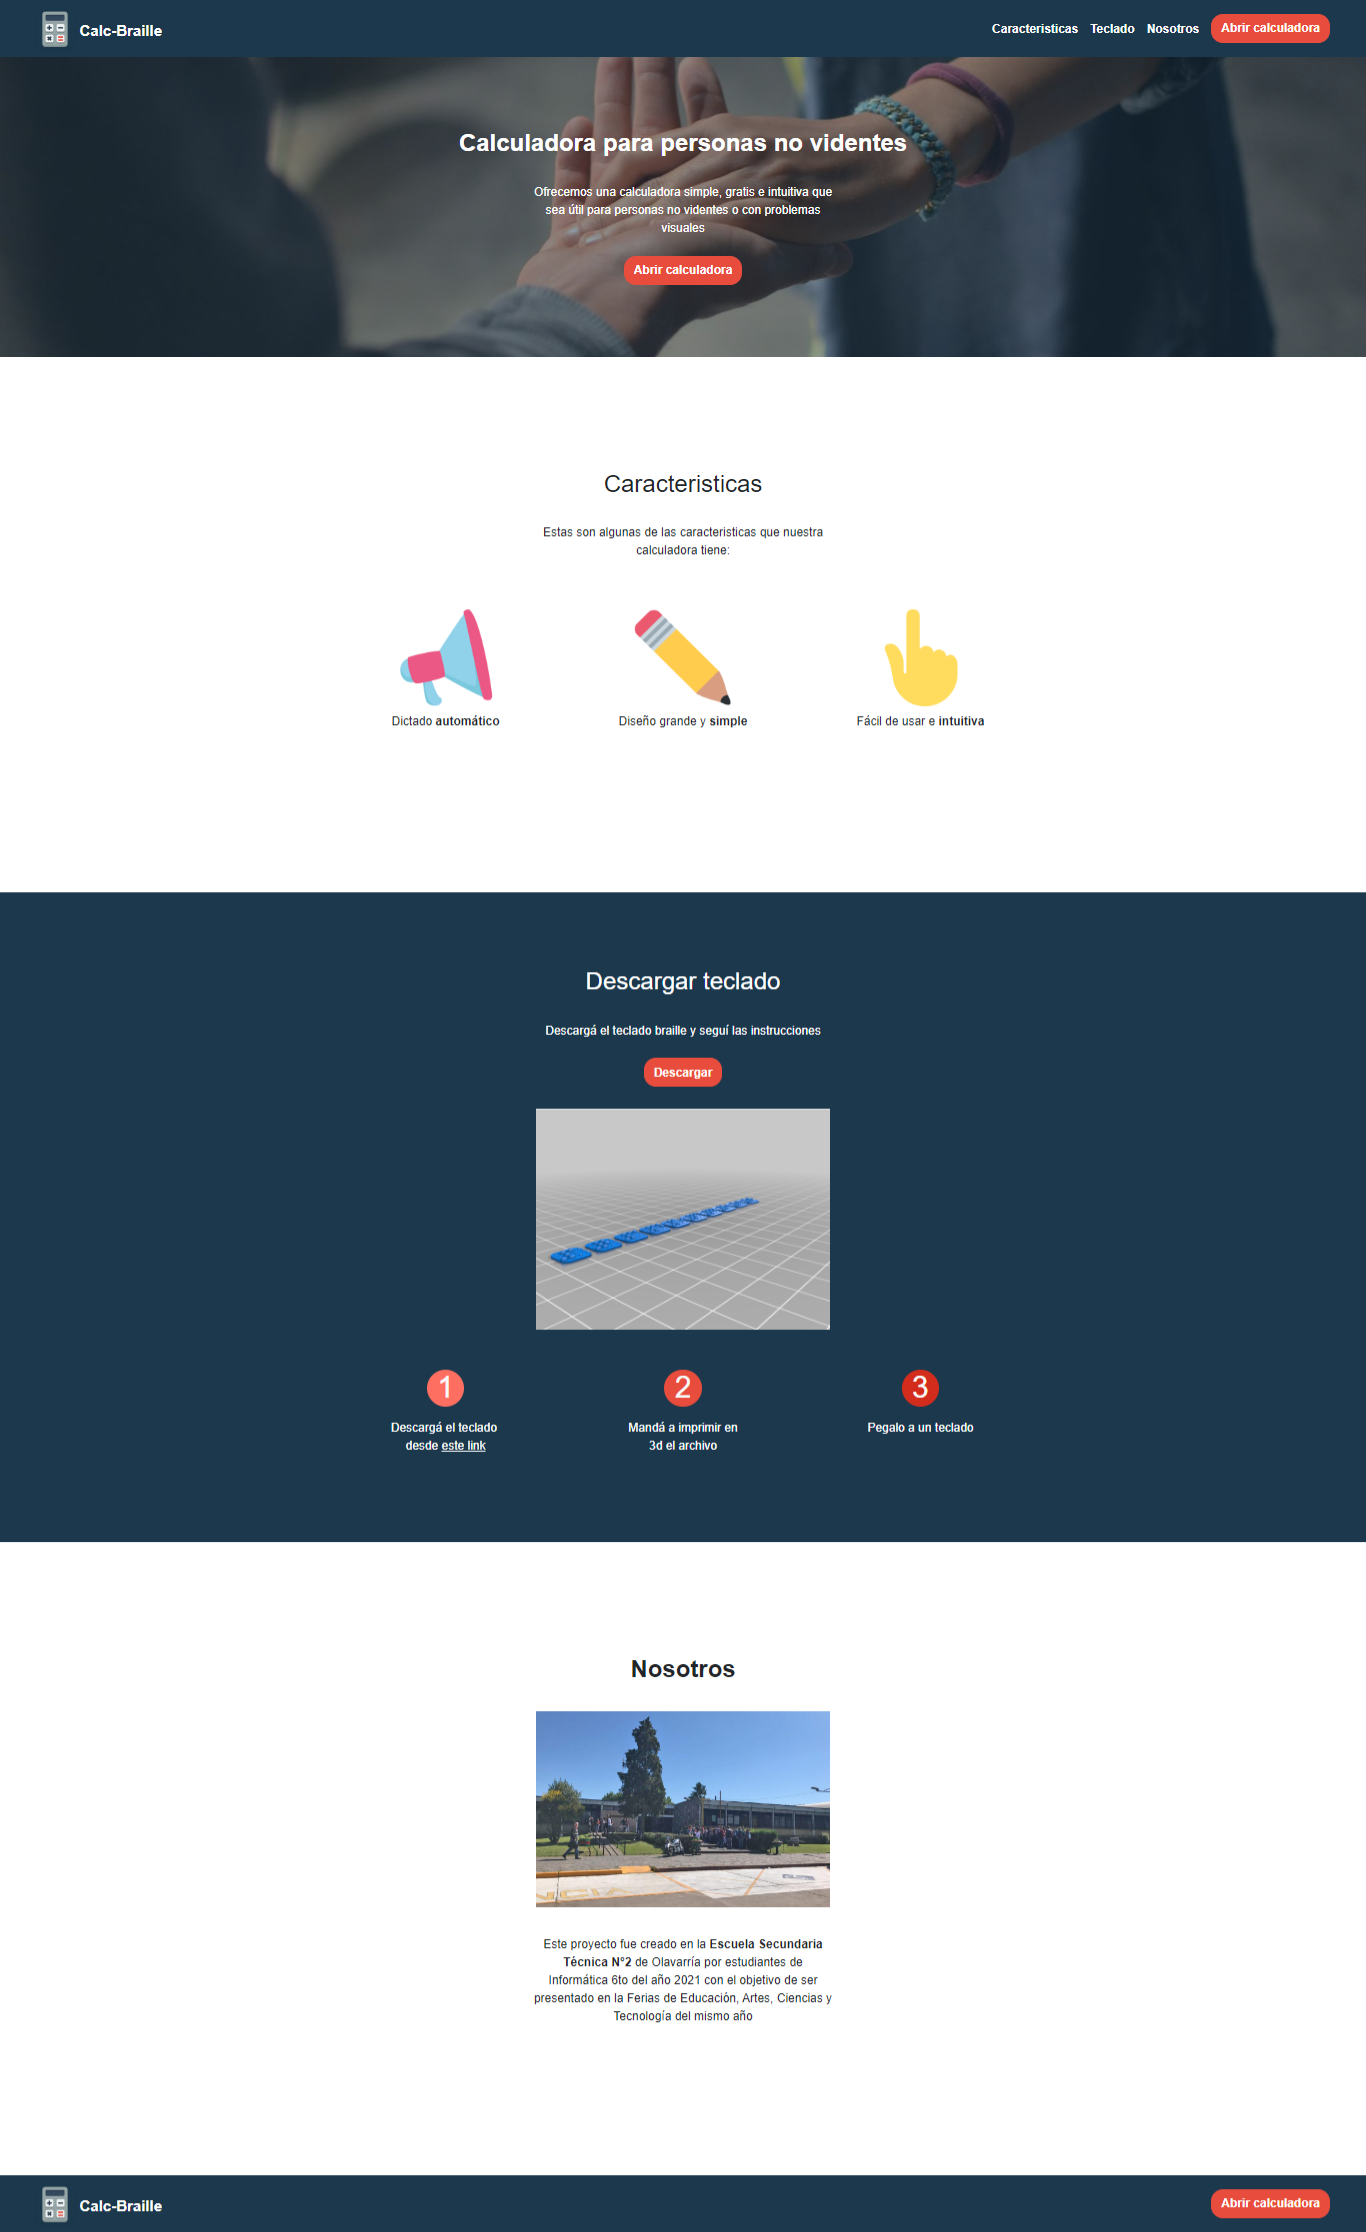 Calc-Braille
Caracteristicas Teclado Nosotros Abrir calculadora
Calculadora para personas no videntes
Ofrecemos una calculadora simple, gratis e intuitiva que
sea útil para personas no videntes o con problemas
visuales
Abrir calculadora
Caracteristicas
Estas son algunas de las caracteristicas que nuestra
calculadora tiene:
Dictado automático
Diseño grande y simple
Fácil de usar e intuitiva
Descargar teclado
Descargá el teclado braille y seguí las instrucciones
Descargar
1
Descargá el teclado
desde este link
2
Mandá a imprimir en
3d el archivo
3
Pegalo a un teclado
Nosotros
Este proyecto fue creado en la Escuela Secundaria
Técnica N°2 de Olavarría por estudiantes de
Informática 6to del año 2021 con el objetivo de ser
presentado en la Ferias de Educación, Artes, Ciencias y
Tecnología del mismo año
Calc-Braille
Abrir calculadora